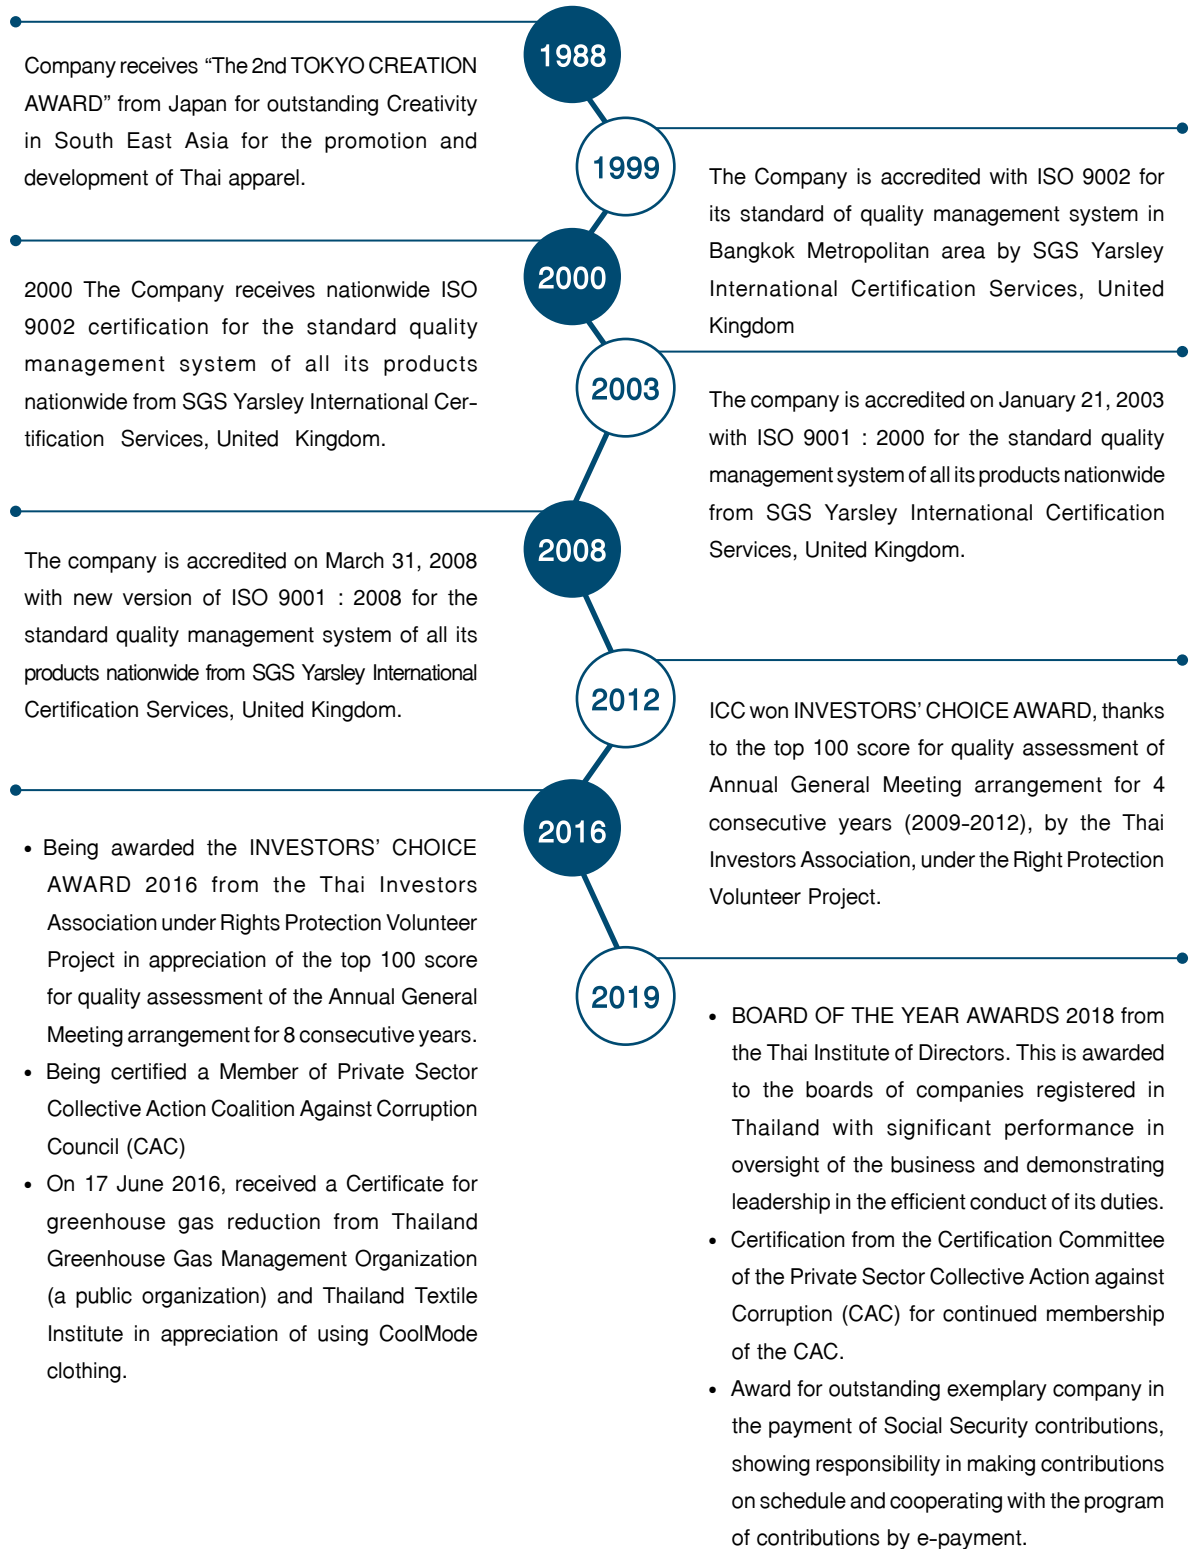 1988
Company receives “The 2nd TOKYO CREATION
AWARD” from Japan for outstanding Creativity
in South East Asia for the promotion and
development of Thai apparel.
1999
The Company is accredited with ISO 9002 for
its standard of quality management system in
Bangkok Metropolitan area by SGS Yarsley
International Certification Services, United
Kingdom
2000
2000 The Company receives nationwide ISO
9002 certification for the standard quality
management system of all its products
nationwide from SGS Yarsley International Cer-
tification Services, United Kingdom.
2003
The company is accredited on January 21, 2003
with ISO 9001 : 2000 for the standard quality
management system of all its products nationwide
from SGS Yarsley International Certification
Services, United Kingdom.
2008
The company is accredited on March 31, 2008
with new version of ISO 9001 : 2008 for the
standard quality management system of all its
products nationwide from SGS Yarsley International
Certification Services, United Kingdom.
2012
ICC won INVESTORS’ CHOICE AWARD, thanks
to the top 100 score for quality assessment of
Annual General Meeting arrangement for 4
consecutive years (2009-2012), by the Thai
Investors Association, under the Right Protection
Volunteer Project.
2016
• Being awarded the INVESTORS’ CHOICE
AWARD 2016 from the Thai Investors
Association under Rights Protection Volunteer
Project in appreciation of the top 100 score
for quality assessment of the Annual General
Meeting arrangement for 8 consecutive years.
• Being certified a Member of Private Sector
Collective Action Coalition Against Corruption
Council (CAC)
• On 17 June 2016, received a Certificate for
greenhouse gas reduction from Thailand
Greenhouse Gas Management Organization
(a public organization) and Thailand Textile
Institute in appreciation of using CoolMode
clothing.
2019
• BOARD OF THE YEAR AWARDS 2018 from
the Thai Institute of Directors. This is awarded
to the boards of companies registered in
Thailand with significant performance in
oversight of the business and demonstrating
leadership in the efficient conduct of its duties.
• Certification from the Certification Committee
of the Private Sector Collective Action against
Corruption (CAC) for continued membership
of the CAC.
• Award for outstanding exemplary company in
the payment of Social Security contributions,
showing responsibility in making contributions
on schedule and cooperating with the program
of contributions by e-payment.